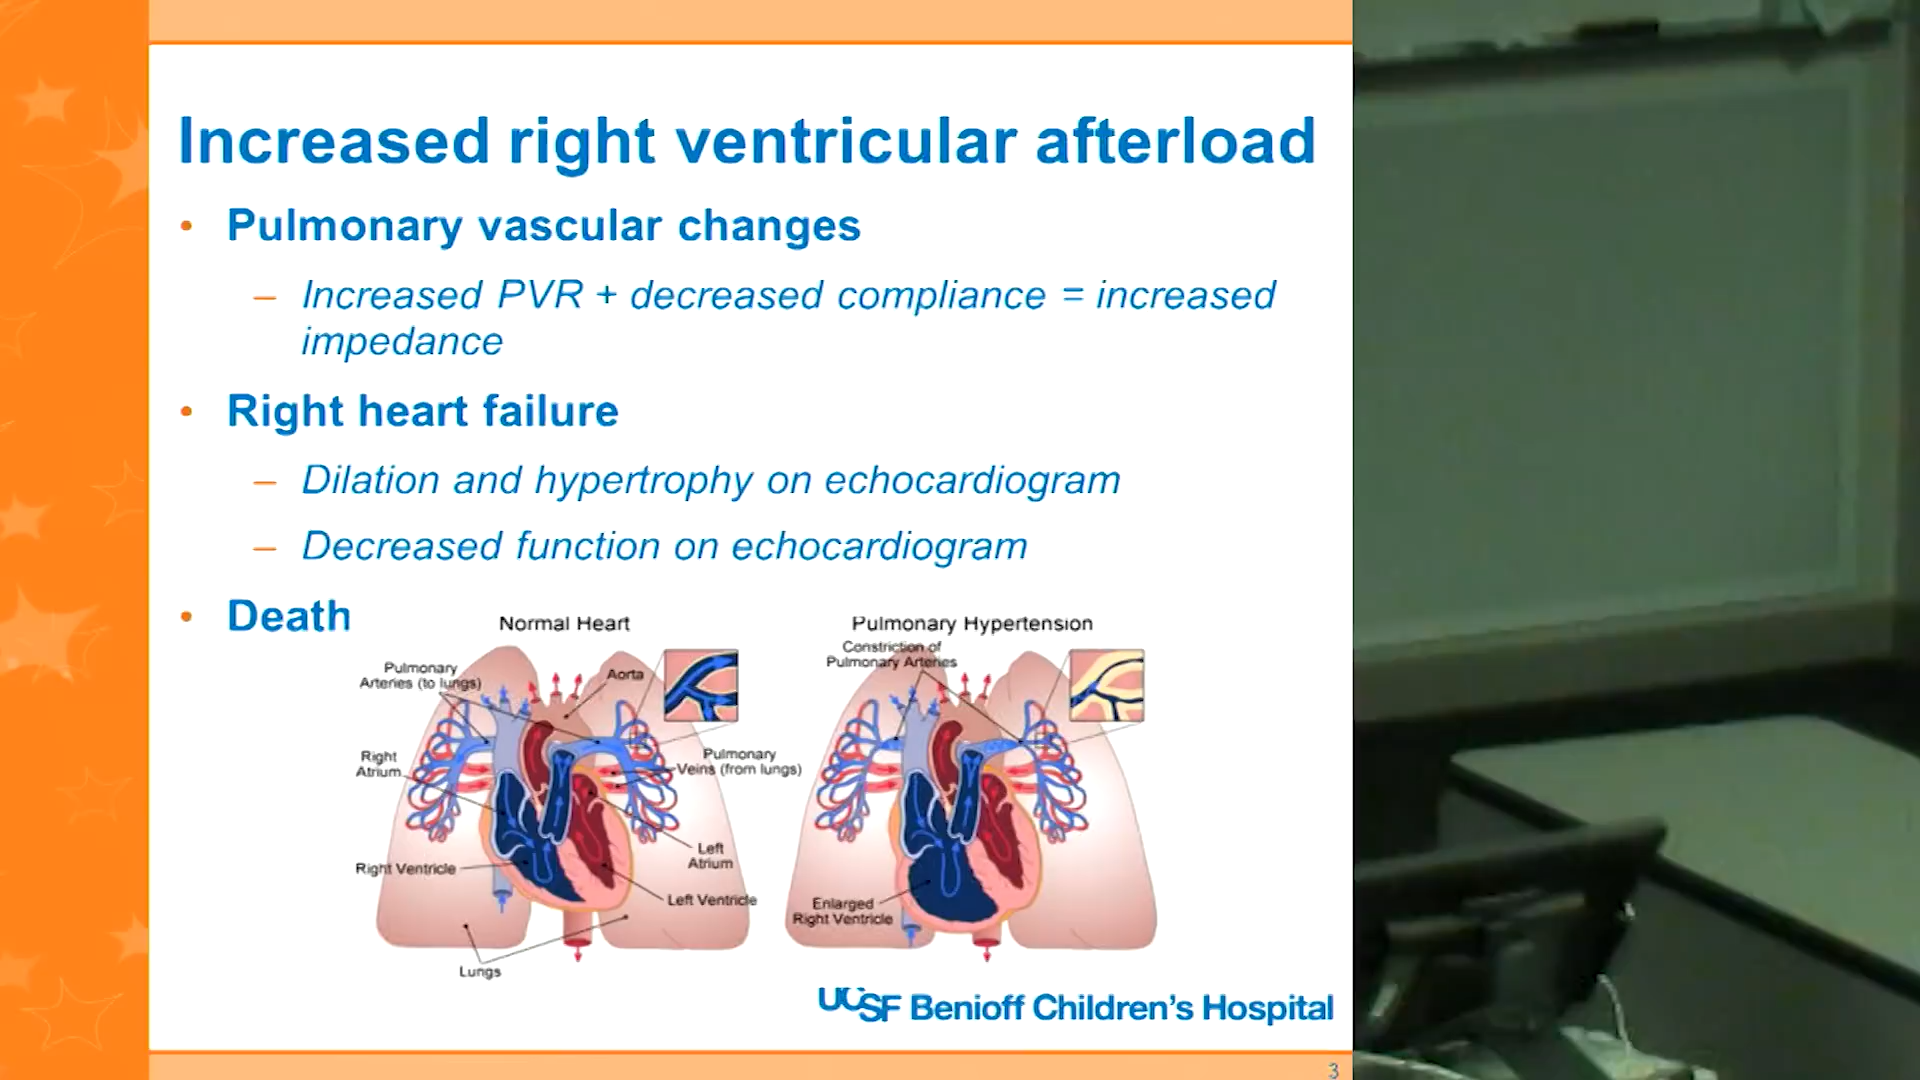 Increased right ventricular afterload
• Pulmonary vascular changes
– Increased PVR + decreased compliance = increased
impedance
• Right heart failure
– Dilation and hypertrophy on echocardiogram
– Decreased function on echocardiogram
• Death
Normal Heart
Pulmonary
Arteries (to lungs)
Aorta
Right
Atrium
Pulmonary
Veins (from lungs)
Right Ventricle
Left
Atrium
Left Ventricle
Lungs
Pulmonary Hypertension
Constriction of
Pulmonary Arteries
Enlarged
Right Ventricle
UCSF Benioff Children's Hospital
3